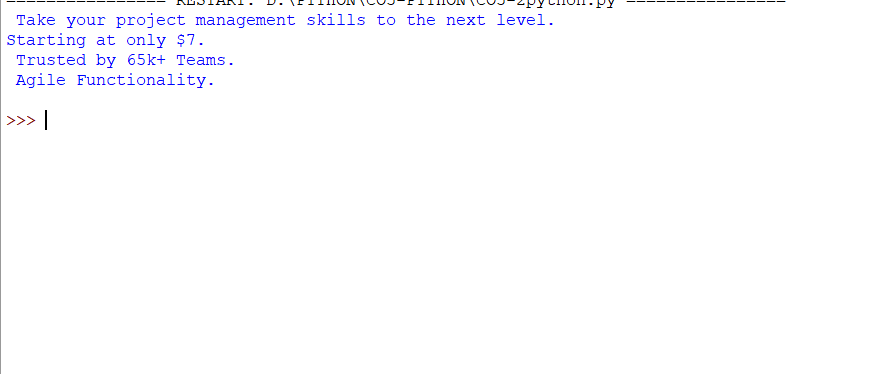 ================ RESTART: D:\PYTHON\CO5-PYTHON\CO5-2python.py ================
 Take your project management skills to the next level.
Starting at only $7.
 Trusted by 65k+ Teams.
 Agile Functionality.
>>>